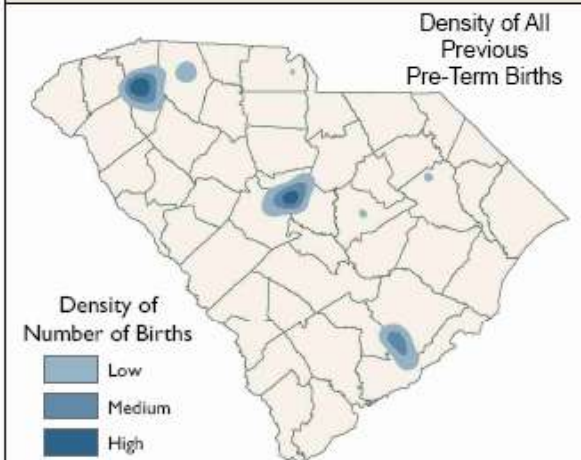 Density of All
Previous
Pre-Term Births
Density of
Number of Births
Low
Medium
High